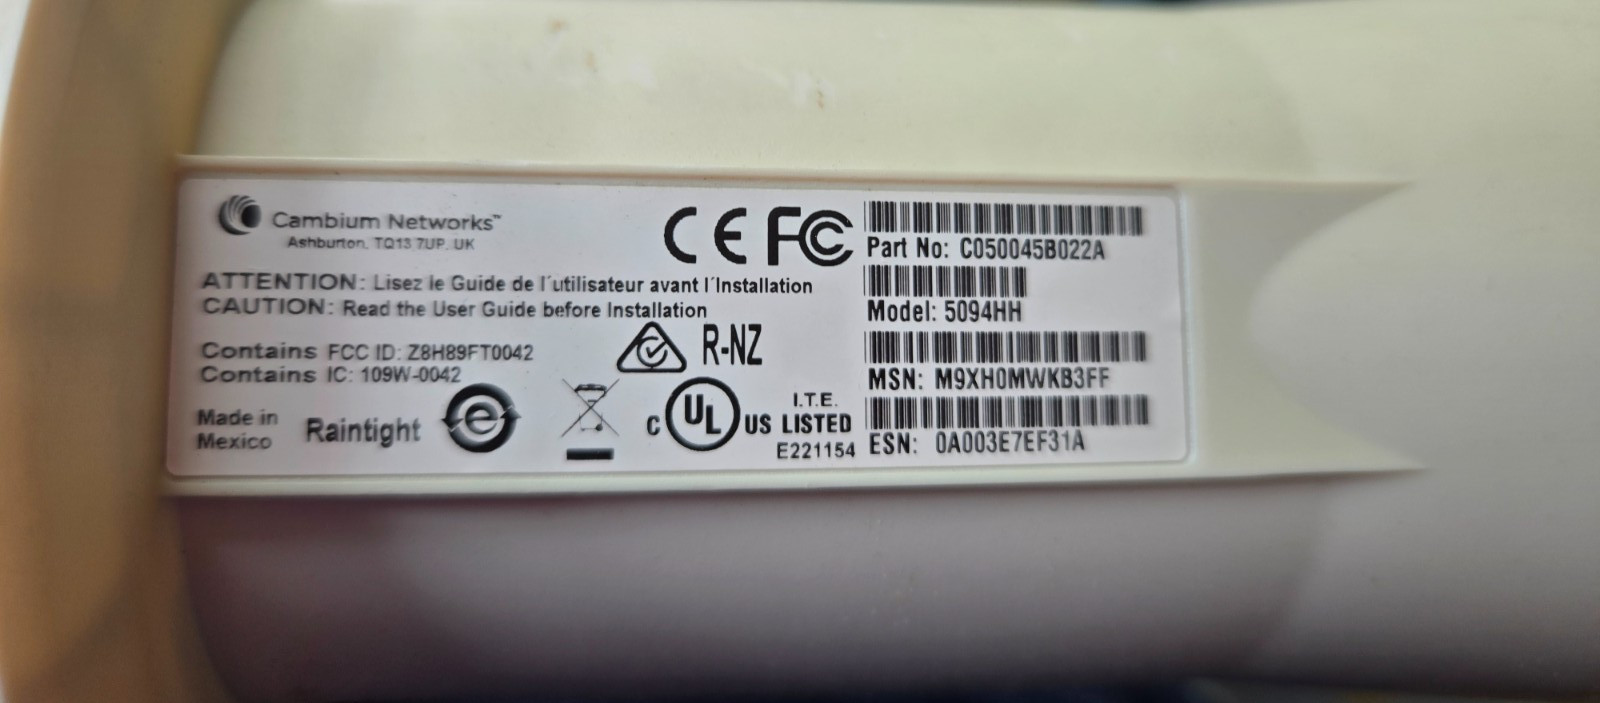 Cambium Networks™
Ashburton, TQ13 7UP, UK
ATTENTION: Lisez le Guide de l´utilisateur avant l´Installation
CAUTION: Read the User Guide before Installation
Contains FCC ID: Z8H89FT0042
Contains IC: 109W-0042
Made in
Mexico
Raintight
e
CE FC
R-NZ
C UL US
I.T.E.
LISTED
E221154
Part No: C050045B022A
Model: 5094HH
MSN: M9XH0MWKB3FF
ESN: 0A003E7EF31A